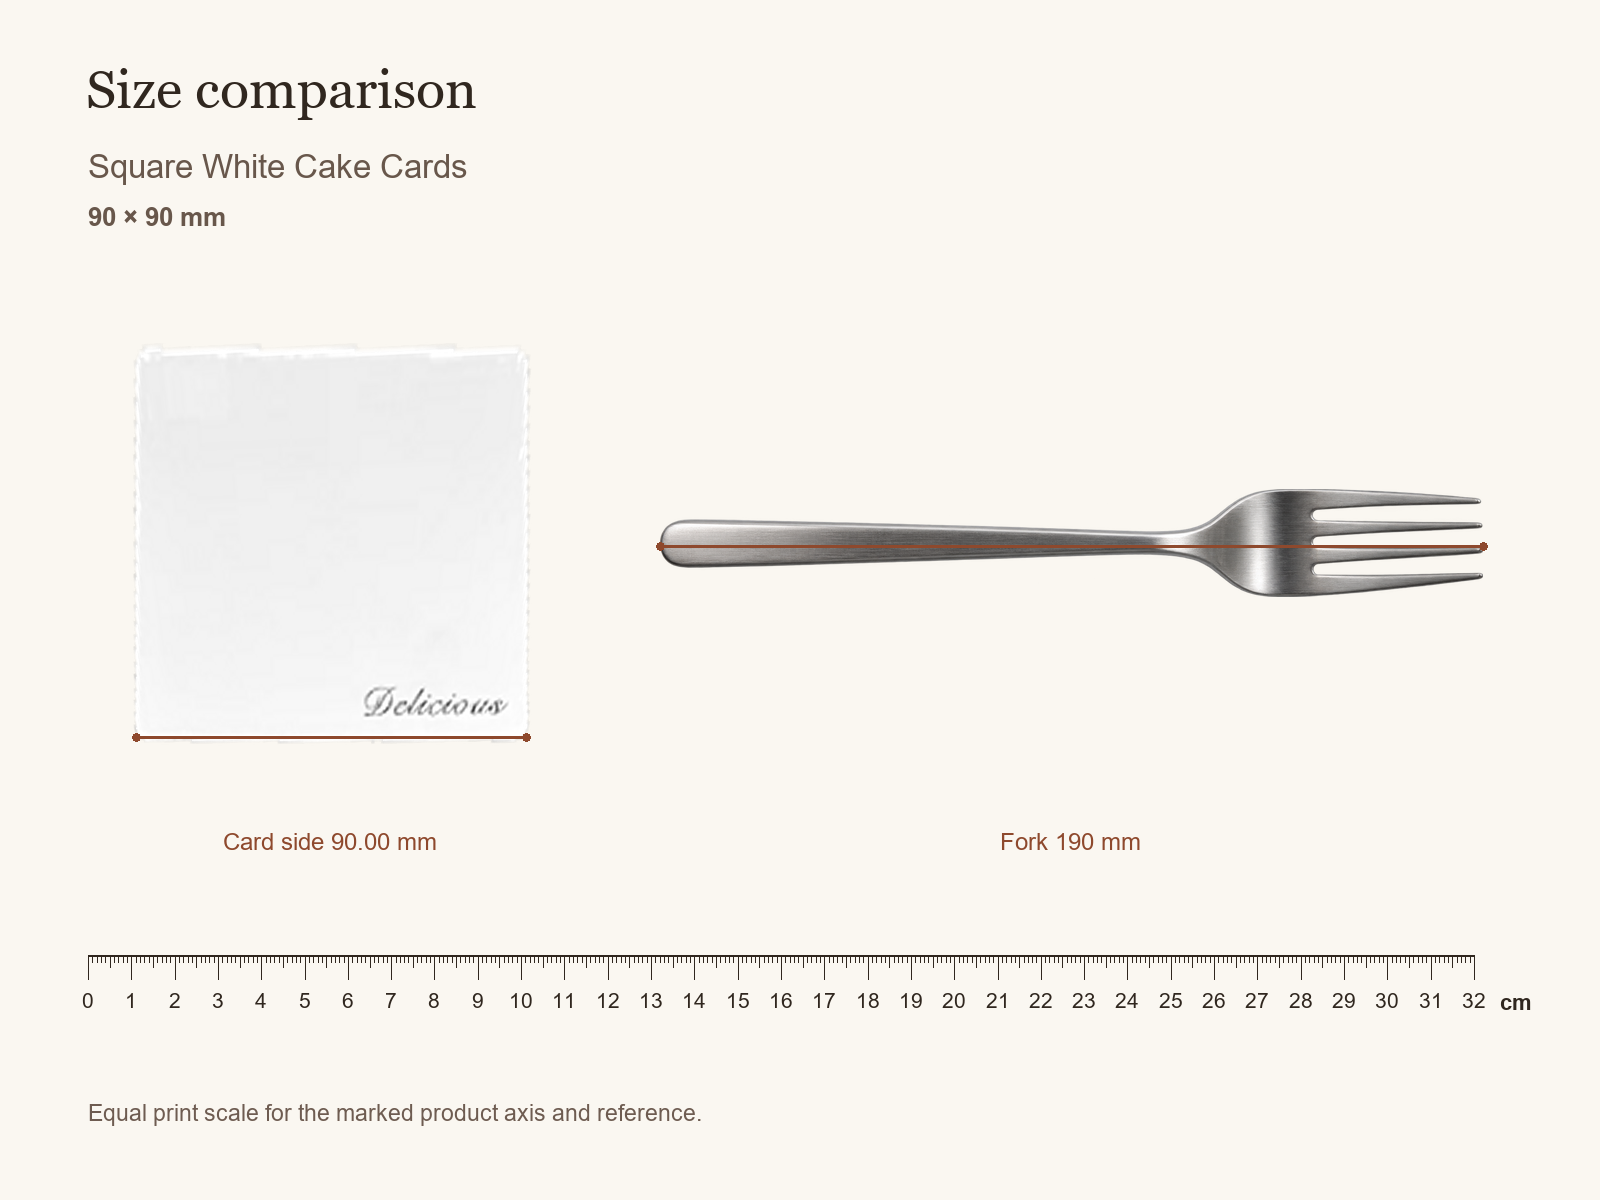 Size comparison
Square White Cake Cards
90 × 90 mm
Delicious
Card side 90.00 mm
Fork 190 mm
0 1 2 3 4 5 6 7 8 9 10 11 12 13 14 15 16 17 18 19 20 21 22 23 24 25 26 27 28 29 30 31 32 cm
Equal print scale for the marked product axis and reference.